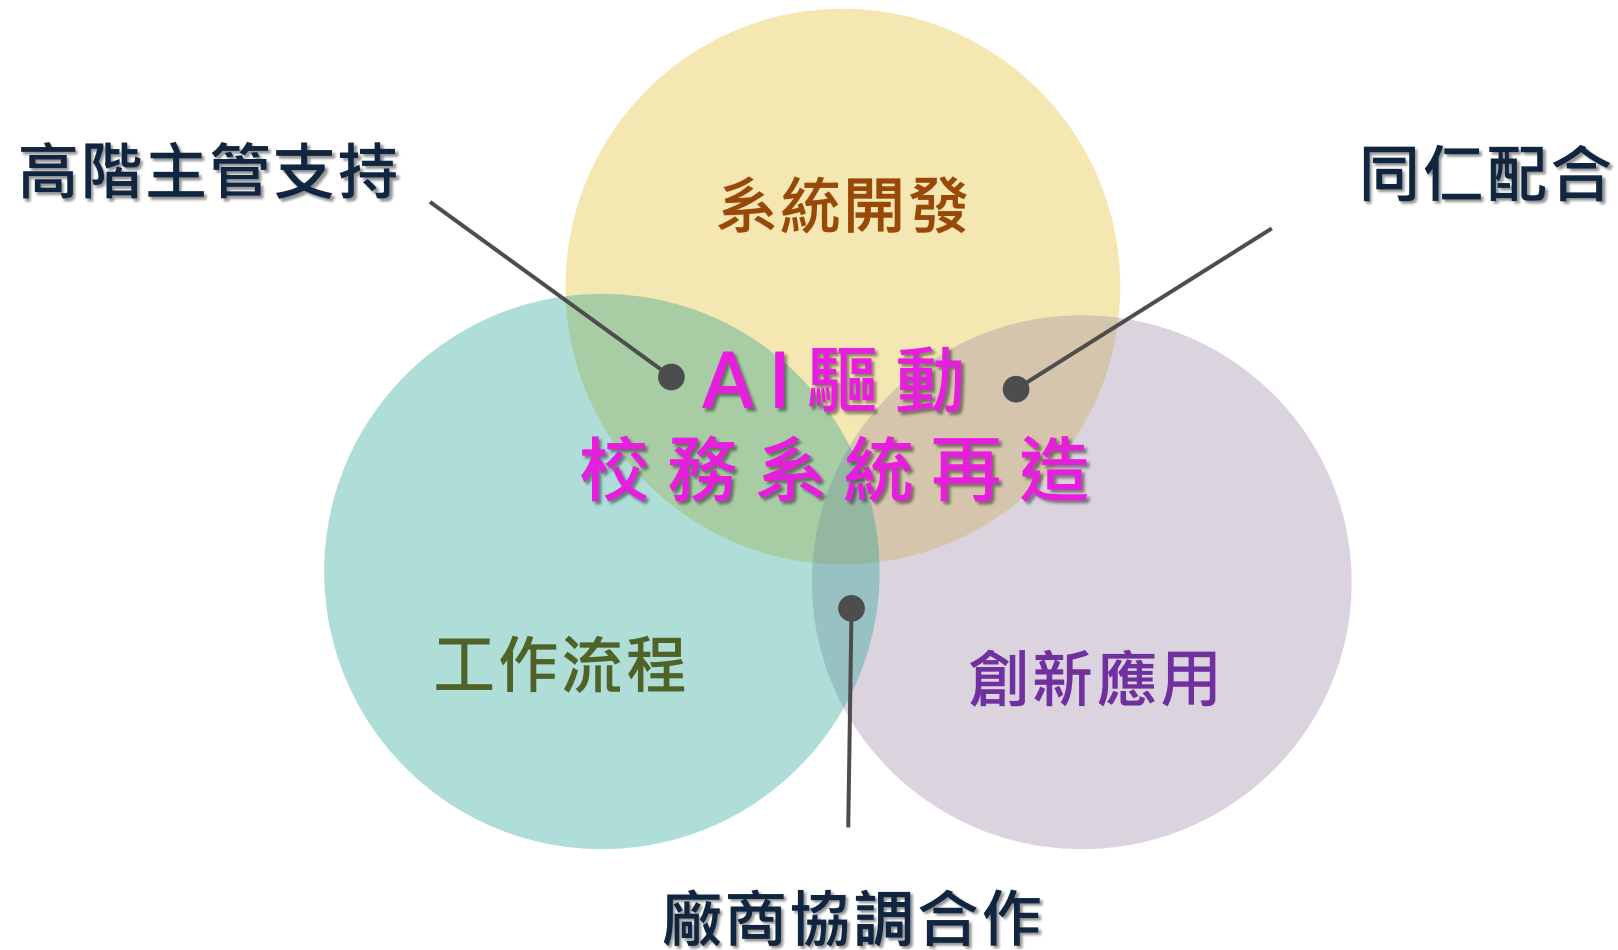 高階主管支持
同仁配合
系統開發
AI驅動
校務系統再造
工作流程
創新應用
廠商協調合作